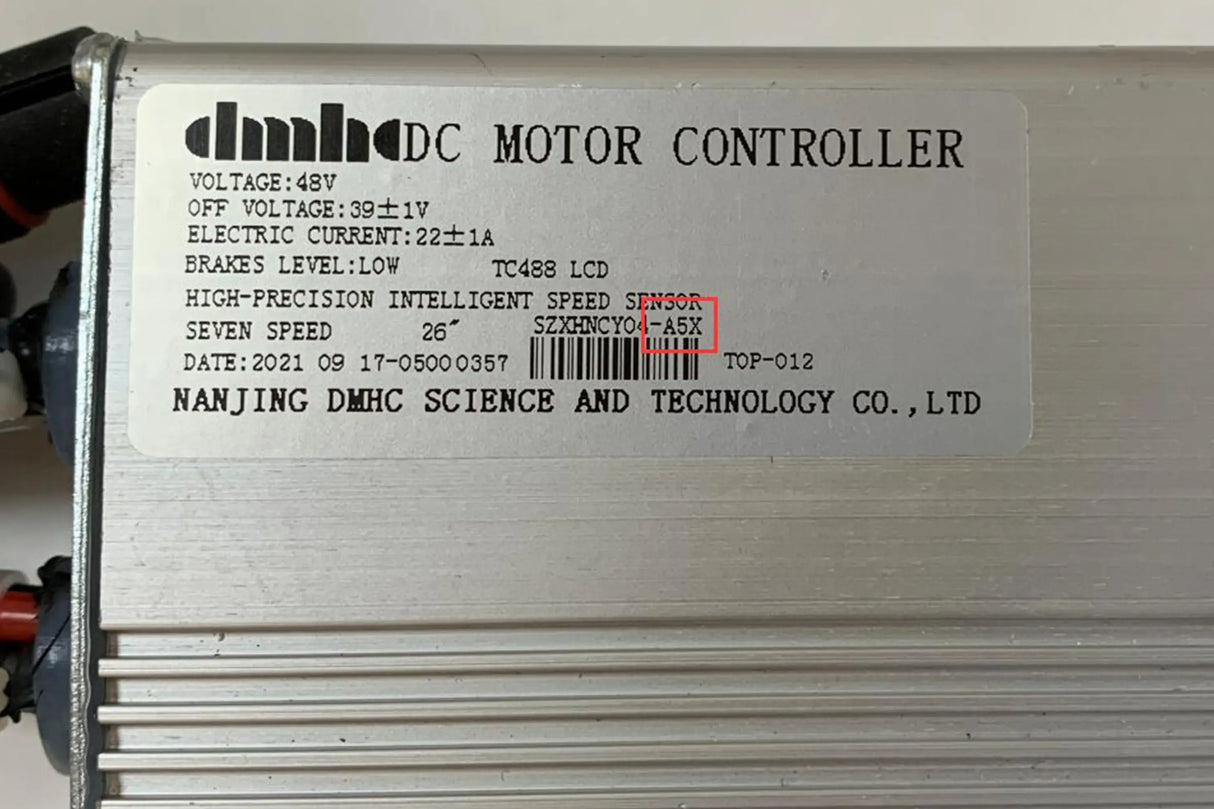 dmhc DC MOTOR CONTROLLER
VOLTAGE:48V
OFF VOLTAGE:39±1V
ELECTRIC CURRENT:22±1A
BRAKES LEVEL:LOW TC488 LCD
HIGH-PRECISION INTELLIGENT SPEED SENSOR
SEVEN SPEED 26″ SZXHNCY04-A5X
DATE:2021 09 17-05000357 TOP-012
NANJING DMHC SCIENCE AND TECHNOLOGY CO.,LTD